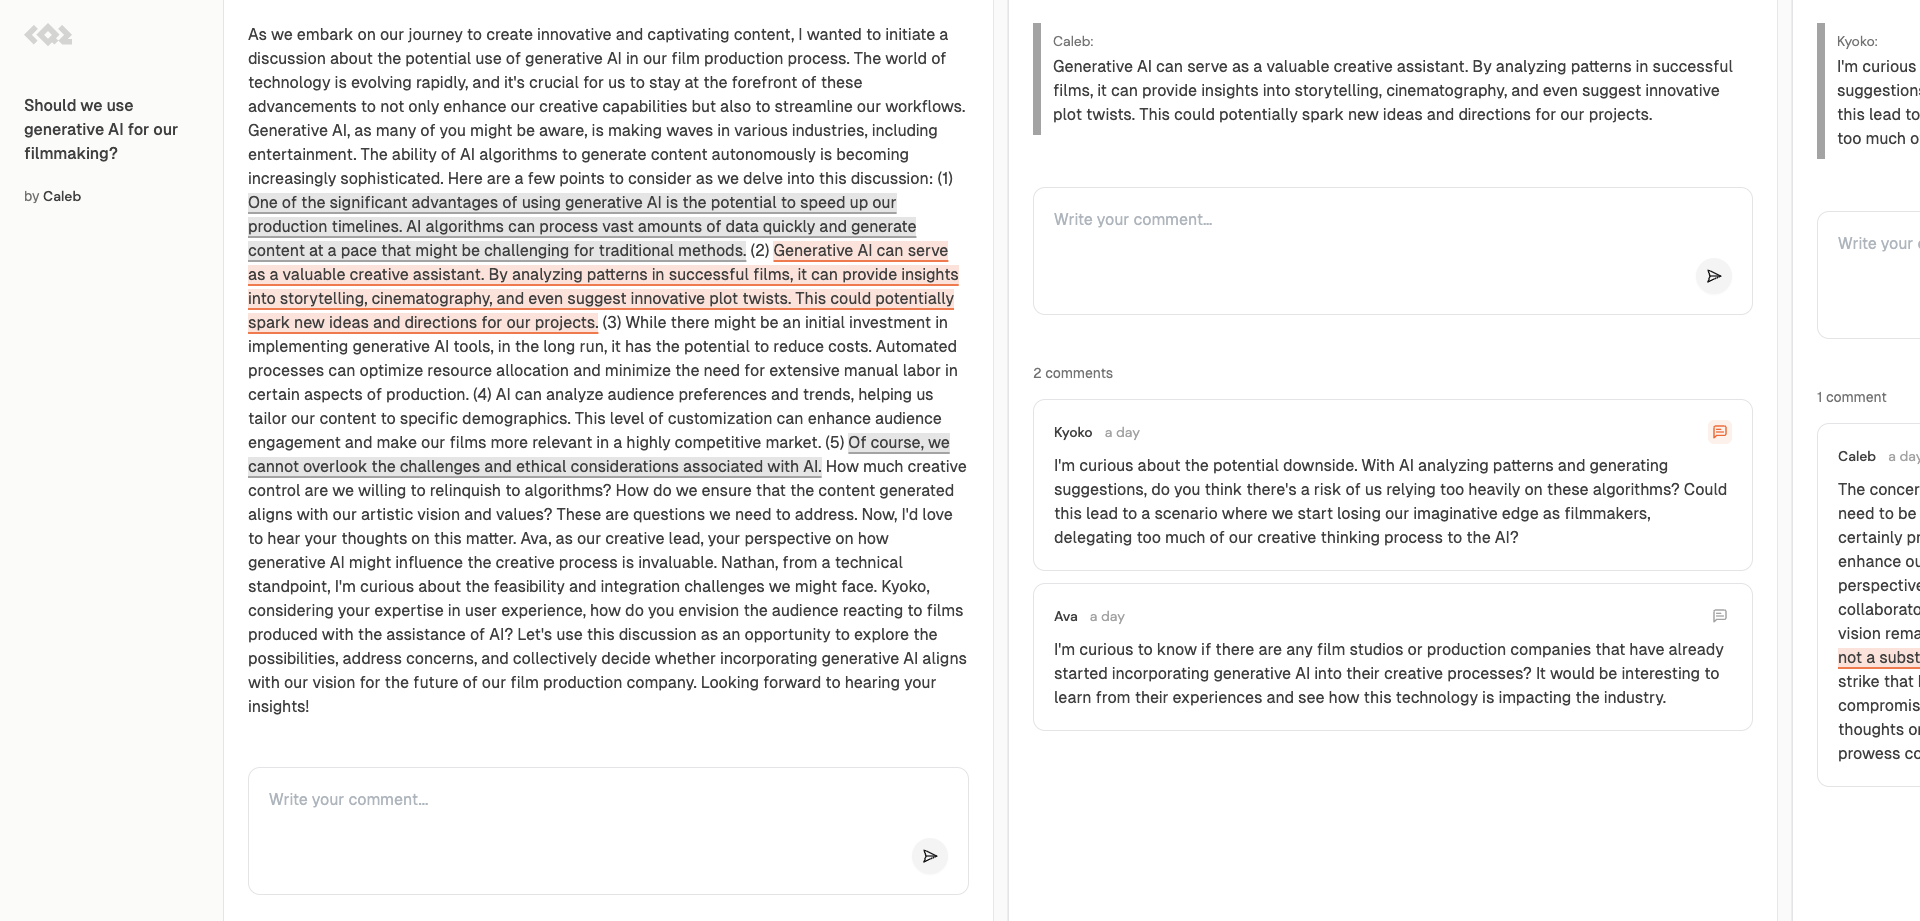 Should we use
generative AI for our
filmmaking?
by Caleb
As we embark on our journey to create innovative and captivating content, I wanted to initiate a
discussion about the potential use of generative AI in our film production process. The world of
technology is evolving rapidly, and it's crucial for us to stay at the forefront of these
advancements to not only enhance our creative capabilities but also to streamline our workflows.
Generative AI, as many of you might be aware, is making waves in various industries, including
entertainment. The ability of AI algorithms to generate content autonomously is becoming
increasingly sophisticated. Here are a few points to consider as we delve into this discussion: (1)
One of the significant advantages of using generative AI is the potential to speed up our
production timelines. AI algorithms can process vast amounts of data quickly and generate
content at a pace that might be challenging for traditional methods. (2) Generative AI can serve
as a valuable creative assistant. By analyzing patterns in successful films, it can provide insights
into storytelling, cinematography, and even suggest innovative plot twists. This could potentially
spark new ideas and directions for our projects. (3) While there might be an initial investment in
implementing generative AI tools, in the long run, it has the potential to reduce costs. Automated
processes can optimize resource allocation and minimize the need for extensive manual labor in
certain aspects of production. (4) AI can analyze audience preferences and trends, helping us
tailor our content to specific demographics. This level of customization can enhance audience
engagement and make our films more relevant in a highly competitive market. (5) Of course, we
cannot overlook the challenges and ethical considerations associated with AI. How much creative
control are we willing to relinquish to algorithms? How do we ensure that the content generated
aligns with our artistic vision and values? These are questions we need to address. Now, I'd love
to hear your thoughts on this matter. Ava, as our creative lead, your perspective on how
generative AI might influence the creative process is invaluable. Nathan, from a technical
standpoint, I'm curious about the feasibility and integration challenges we might face. Kyoko,
considering your expertise in user experience, how do you envision the audience reacting to films
produced with the assistance of AI? Let's use this discussion as an opportunity to explore the
possibilities, address concerns, and collectively decide whether incorporating generative AI aligns
with our vision for the future of our film production company. Looking forward to hearing your
insights!
Write your comment...
Caleb:
Generative AI can serve as a valuable creative assistant. By analyzing patterns in successful
films, it can provide insights into storytelling, cinematography, and even suggest innovative
plot twists. This could potentially spark new ideas and directions for our projects.
Write your comment...
2 comments
Kyoko a day
I'm curious about the potential downside. With AI analyzing patterns and generating
suggestions, do you think there's a risk of us relying too heavily on these algorithms? Could
this lead to a scenario where we start losing our imaginative edge as filmmakers,
delegating too much of our creative thinking process to the AI?
Ava a day
I'm curious to know if there are any film studios or production companies that have already
started incorporating generative AI into their creative processes? It would be interesting to
learn from their experiences and see how this technology is impacting the industry.
Kyoko:
I'm curious
suggestions
this lead to
too much o
Write your
1 comment
Caleb a day
The concer
need to be
certainly pr
enhance ou
perspective
collaborato
vision rema
not a subst
strike that
compromis
thoughts o
prowess co